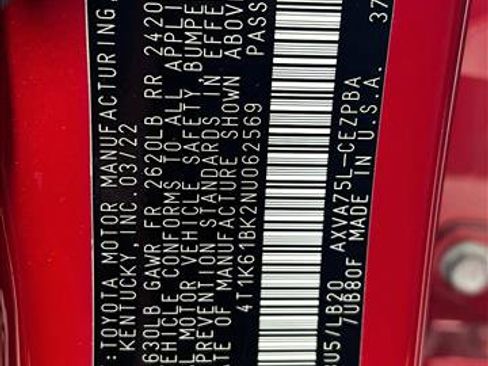 : TOYOTA MOTOR MANUFACTURING,
KENTUCKY, INC. 03/22
630LB GAWR FR 2620LB RR 2420
VEHICLE CONFORMS TO ALL APPLI
L MOTOR VEHICLE SAFETY BUMPE
PREVENTION STANDARDS IN EFFE
ATE OF MANUFACTURE SHOWN ABOV
4T1K61BK2NU062569 PASS
3U5/LB20 AXVA75L-CEZPBA
7UB80F MADE IN U.S.A. 37